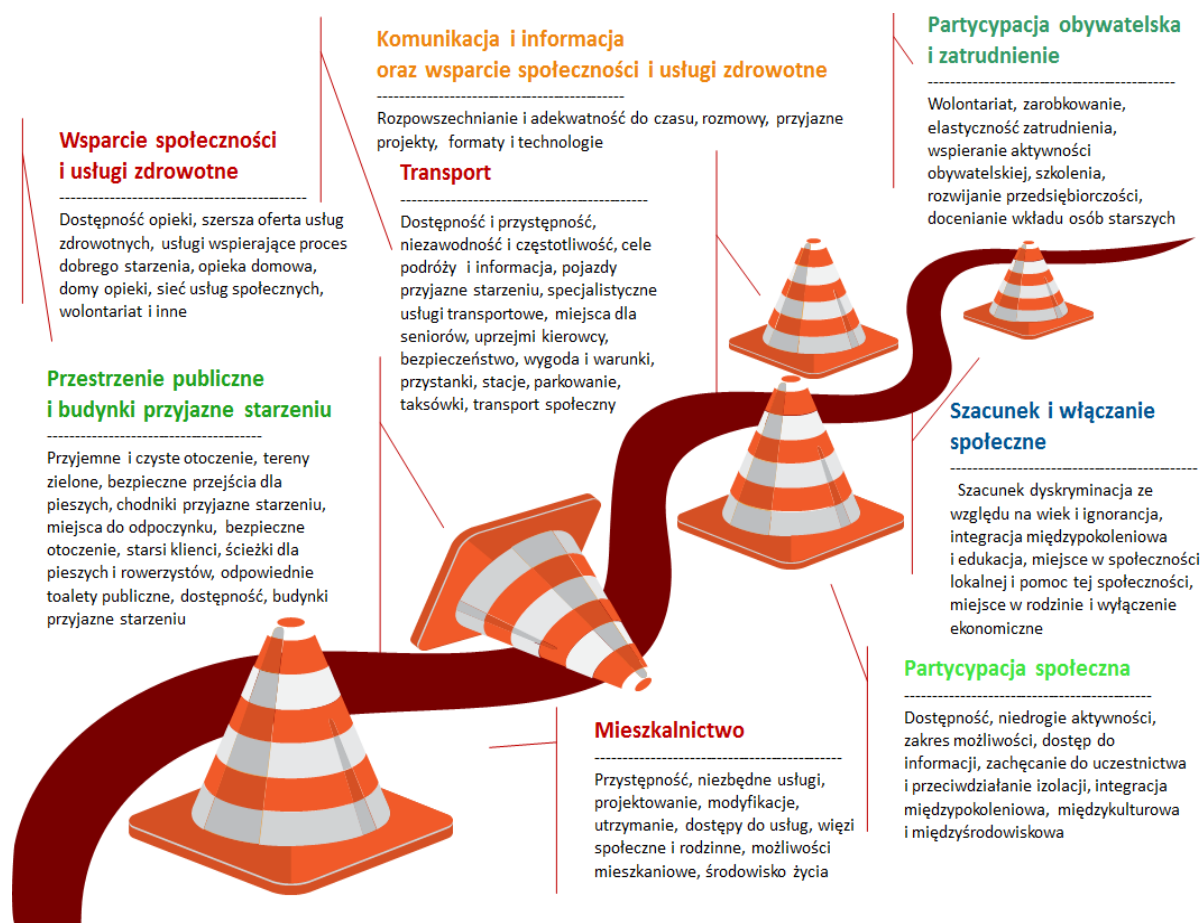 Komunikacja i informacja
oraz wsparcie społeczności i usługi zdrowotne
------------------------------------------
Rozpowszechnianie i adekwatność do czasu, rozmowy, przyjazne
projekty, formaty i technologie
Partycypacja obywatelska
i zatrudnienie
------------------------------------------
Wolontariat, zarobkowanie,
elastyczność zatrudnienia,
wspieranie aktywności
obywatelskiej, szkolenia,
rozwijanie przedsiębiorczości,
docenianie wkładu osób starszych
Wsparcie społeczności
i usługi zdrowotne
------------------------------------------
Dostępność opieki, szersza oferta usług
zdrowotnych, usługi wspierające proces
dobrego starzenia, opieka domowa,
domy opieki, sieć usług społecznych,
wolontariat i inne
Transport
------------------------------------------
Dostępność i przystępność,
niezawodność i częstotliwość, cele
podróży i informacja, pojazdy
przyjazne starzeniu, specjalistyczne
usługi transportowe, miejsca dla
seniorów, uprzejmi kierowcy,
bezpieczeństwo, wygoda i warunki,
przystanki, stacje, parkowanie,
taksówki, transport społeczny
Przestrzenie publiczne
i budynki przyjazne starzeniu
------------------------------------------
Przyjemne i czyste otoczenie, tereny
zielone, bezpieczne przejścia dla
pieszych, chodniki przyjazne starzeniu,
miejsca do odpoczynku, bezpieczne
otoczenie, starsi klienci, ścieżki dla
pieszych i rowerzystów, odpowiednie
toalety publiczne, dostępność, budynki
przyjazne starzeniu
Szacunek i włączanie
społeczne
------------------------------------------
Szacunek dyskryminacja ze
względu na wiek i ignorancja,
integracja międzypokoleniowa
i edukacja, miejsce w społeczności
lokalnej i pomoc tej społeczności,
miejsce w rodzinie i wyłączenie
ekonomiczne
Mieszkalnictwo
------------------------------------------
Przystępność, niezbędne usługi,
projektowanie, modyfikacje,
utrzymanie, dostępy do usług, więzi
społeczne i rodzinne, możliwości
mieszkaniowe, środowisko życia
Partycypacja społeczna
------------------------------------------
Dostępność, niedrogie aktywności,
zakres możliwości, dostęp do
informacji, zachęcanie do uczestnictwa
i przeciwdziałanie izolacji, integracja
międzypokoleniowa, międzykulturowa
i międzyśrodowiskowa